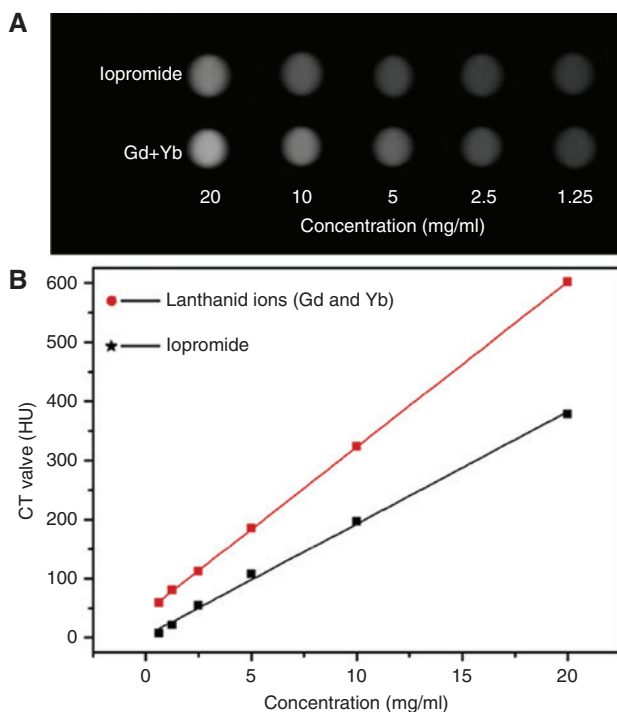 A
Iopromide
Gd+Yb
20 10 5 2.5 1.25
Concentration (mg/ml)
B
600
500
400
300
200
100
0
CT valve (HU)
Lanthanid ions (Gd and Yb)
Iopromide
0 5 10 15 20
Concentration (mg/ml)